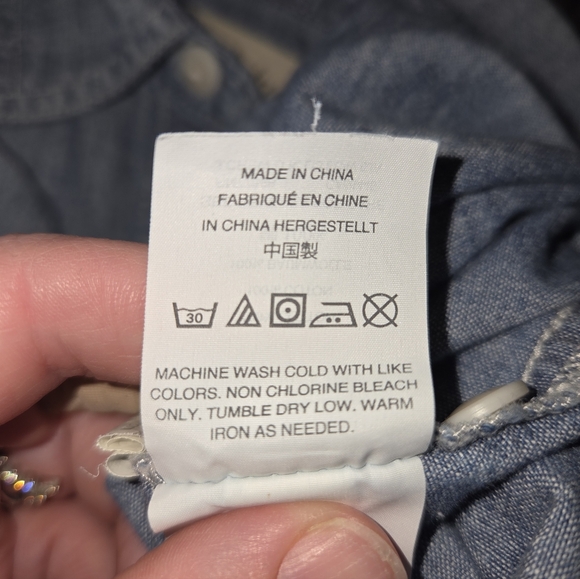 MADE IN CHINA
FABRIQUÉ EN CHINE
IN CHINA HERGESTELLT
中国製
30
MACHINE WASH COLD WITH LIKE
COLORS. NON CHLORINE BLEACH
ONLY. TUMBLE DRY LOW. WARM
IRON AS NEEDED.